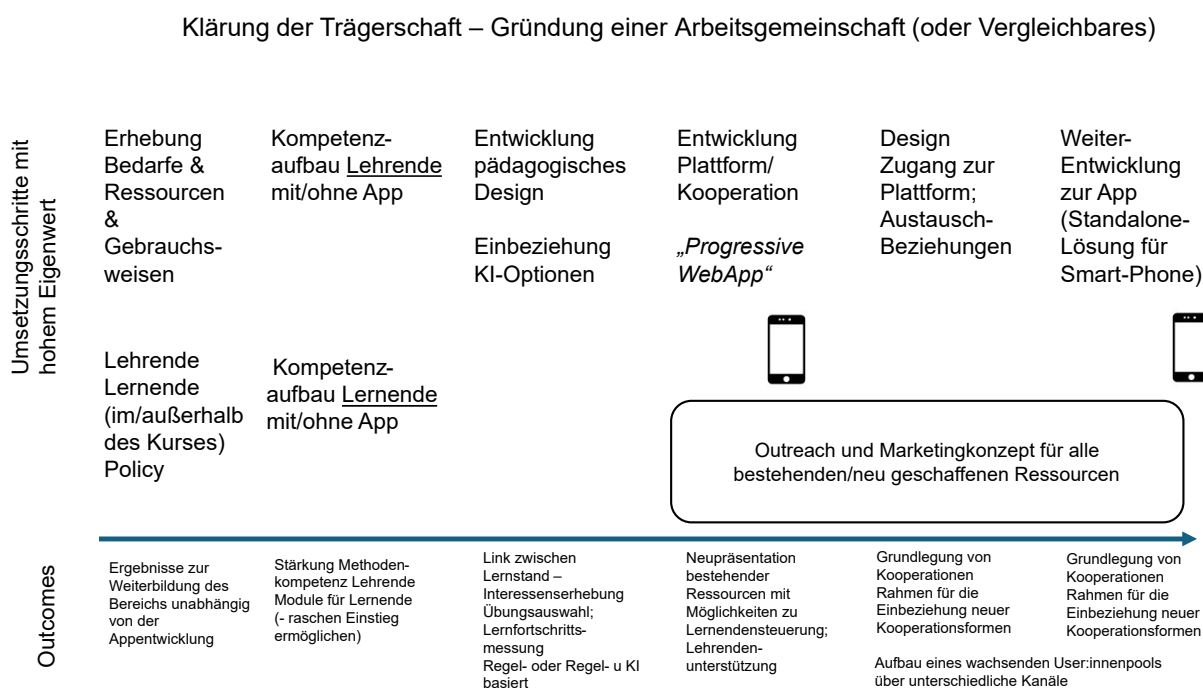 Klärung der Trägerschaft – Gründung einer Arbeitsgemeinschaft (oder Vergleichbares)
Umsetzungsschritte mit
hohem Eigenwert
Erhebung
Bedarfe &
Ressourcen
&
Gebrauchs-
weisen
Lehrende
Lernende
(im/außerhalb
des Kurses)
Policy
Kompetenz-
aufbau Lehrende
mit/ohne App
Kompetenz-
aufbau Lernende
mit/ohne App
Entwicklung
pädagogisches
Design
Einbeziehung
KI-Optionen
Entwicklung
Plattform/
Kooperation
„Progressive
WebApp“
Design
Zugang zur
Plattform;
Austausch-
Beziehungen
Weiter-
Entwicklung
zur App
(Standalone-
Lösung für
Smart-Phone)
Outreach und Marketingkonzept für alle
bestehenden/neu geschaffenen Ressourcen
Outcomes
Ergebnisse zur
Weiterbildung des
Bereichs unabhängig
von der
Appentwicklung
Stärkung Methoden-
kompetenz Lehrende
Module für Lernende
(- raschen Einstieg
ermöglichen)
Link zwischen
Lernstand –
Interessenserhebung
Übungsauswahl;
Lernfortschritts-
messung
Regel- oder Regel- u KI
basiert
Neupräsentation
bestehender
Ressourcen mit
Möglichkeiten zu
Lernendensteuerung;
Lehrenden-
unterstützung
Grundlegung von
Kooperationen
Rahmen für die
Einbeziehung neuer
Kooperationsformen
Grundlegung von
Kooperationen
Rahmen für die
Einbeziehung neuer
Kooperationsformen
Aufbau eines wachsenden User:innenpools
über unterschiedliche Kanäle